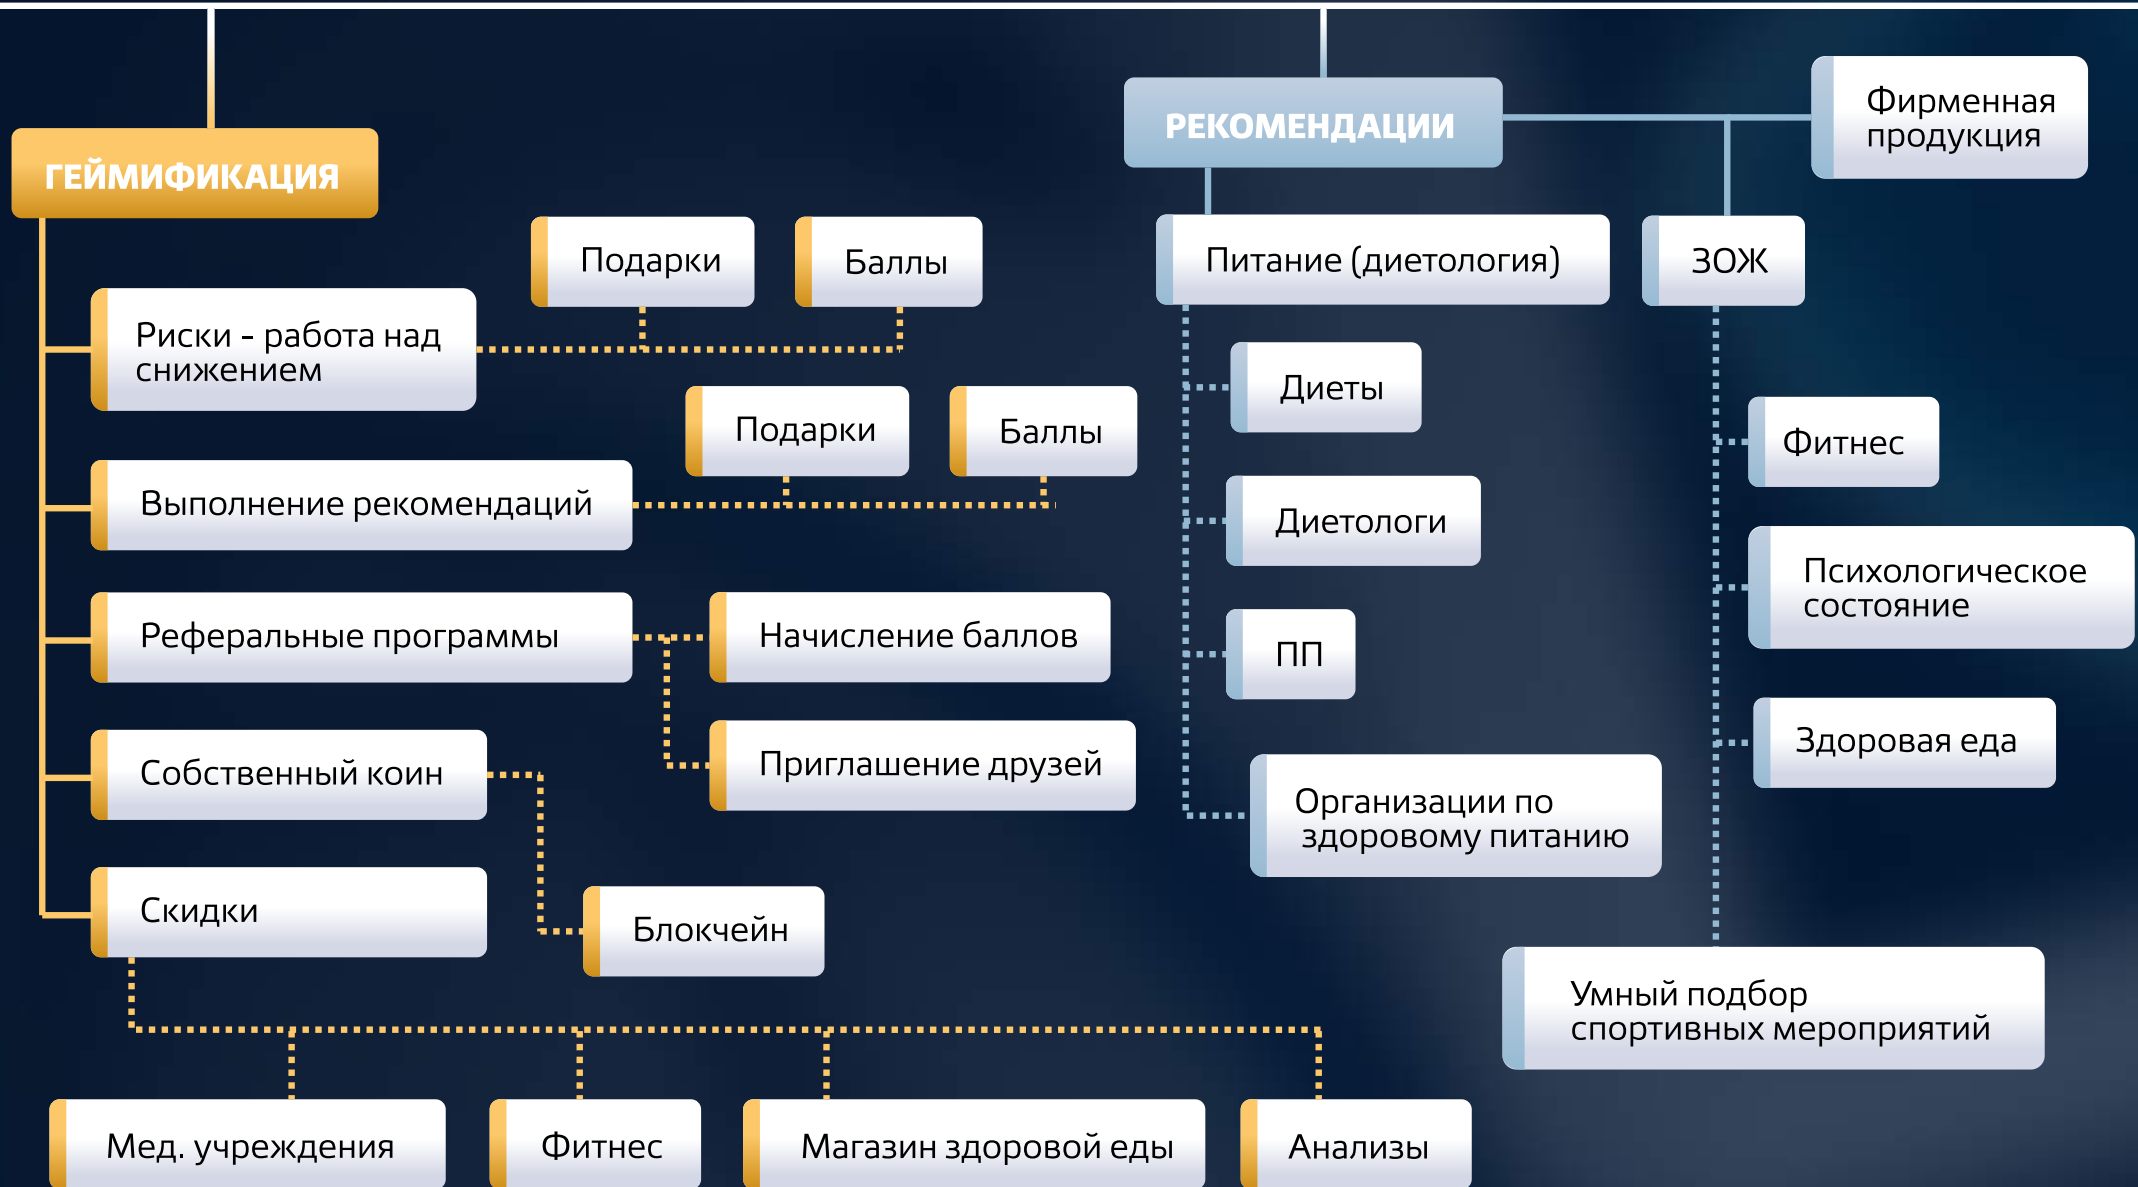 ГЕЙМИФИКАЦИЯ
Подарки
Баллы
Риски - работа над
снижением
Подарки
Баллы
Выполнение рекомендаций
Реферальные программы
Начисление баллов
Приглашение друзей
Собственный коин
Блокчейн
Скидки
Мед. учреждения
Фитнес
Магазин здоровой еды
Анализы
РЕКОМЕНДАЦИИ
Фирменная
продукция
Питание (диетология)
ЗОЖ
Диеты
Диетологи
ПП
Организации по
здоровому питанию
Фитнес
Психологическое
состояние
Здоровая еда
Умный подбор
спортивных мероприятий